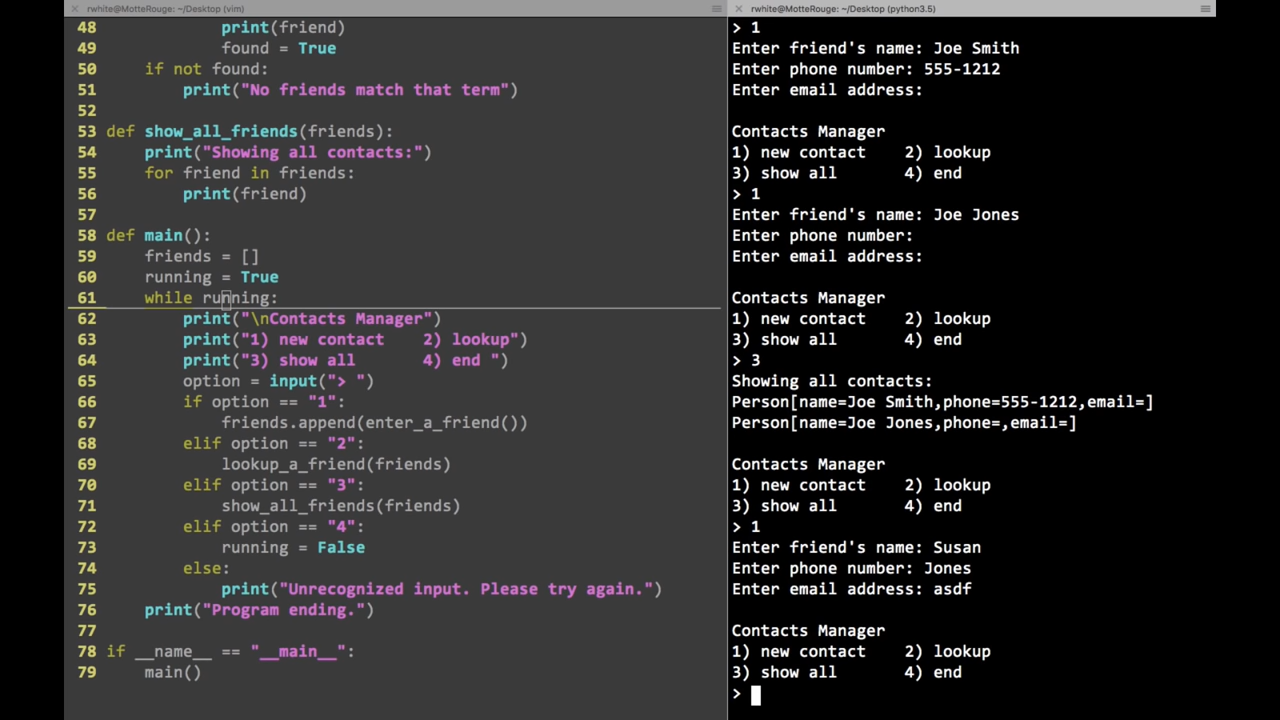 rwhite@MotteRouge: ~/Desktop (vim)
48             print(friend)
49             found = True
50     if not found:
51         print("No friends match that term")
52
53 def show_all_friends(friends):
54     print("Showing all contacts:")
55     for friend in friends:
56         print(friend)
57
58 def main():
59     friends = []
60     running = True
61     while running:
62         print("\nContacts Manager")
63         print("1) new contact    2) lookup")
64         print("3) show all       4) end ")
65         option = input("> ")
66         if option == "1":
67             friends.append(enter_a_friend())
68         elif option == "2":
69             lookup_a_friend(friends)
70         elif option == "3":
71             show_all_friends(friends)
72         elif option == "4":
73             running = False
74         else:
75             print("Unrecognized input. Please try again.")
76     print("Program ending.")
77
78 if __name__ == "__main__":
79     main()
rwhite@MotteRouge: ~/Desktop (python3.5)
> 1
Enter friend's name: Joe Smith
Enter phone number: 555-1212
Enter email address:

Contacts Manager
1) new contact    2) lookup
3) show all       4) end
> 1
Enter friend's name: Joe Jones
Enter phone number:
Enter email address:

Contacts Manager
1) new contact    2) lookup
3) show all       4) end
> 3
Showing all contacts:
Person[name=Joe Smith,phone=555-1212,email=]
Person[name=Joe Jones,phone=,email=]

Contacts Manager
1) new contact    2) lookup
3) show all       4) end
> 1
Enter friend's name: Susan
Enter phone number: Jones
Enter email address: asdf

Contacts Manager
1) new contact    2) lookup
3) show all       4) end
>